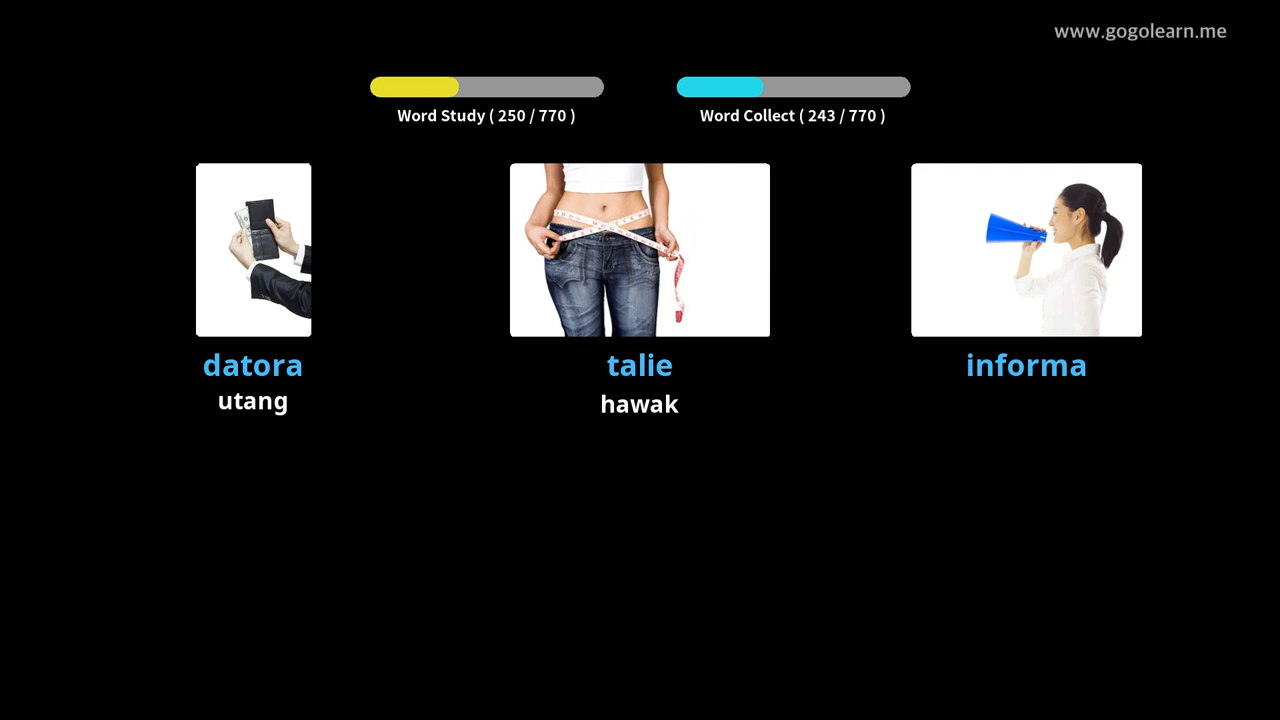 www.gogolearn.me
Word Study ( 250 / 770 )
Word Collect ( 243 / 770 )
datora
utang
talie
hawak
informa